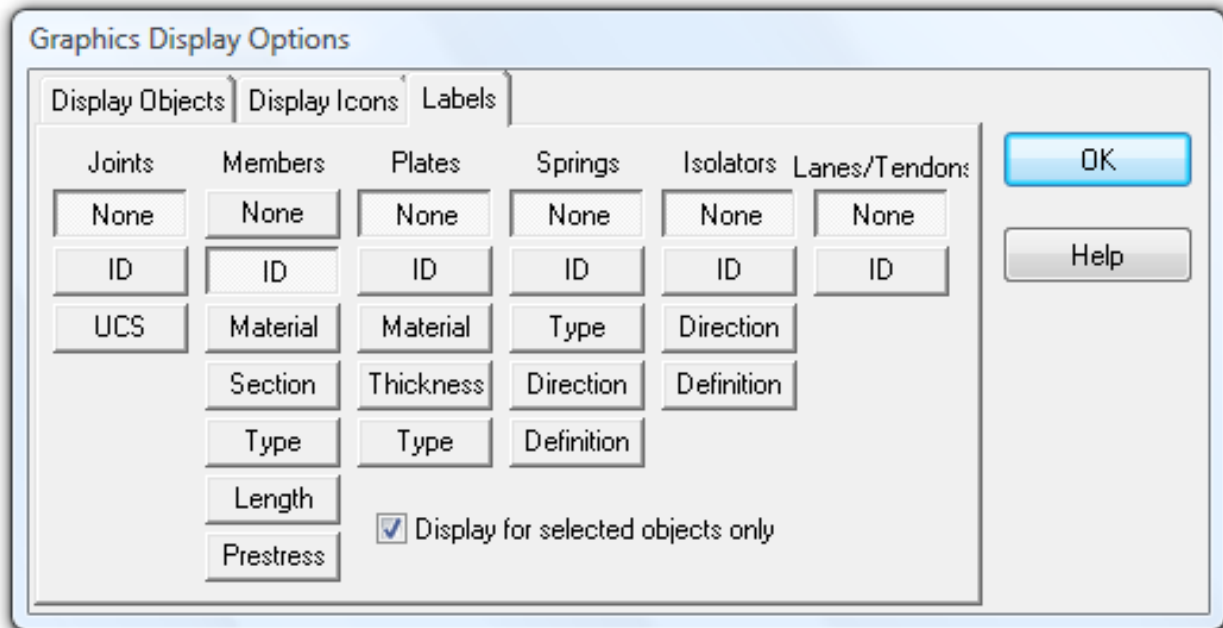 Graphics Display Options
Display Objects Display Icons Labels
Joints Members Plates Springs Isolators Lanes/Tendons
None None None None None None OK
ID ID ID ID ID ID Help
UCS Material Material Type Direction
Section Thickness Direction Definition
Type Type Definition
Length
Display for selected objects only
Prestress